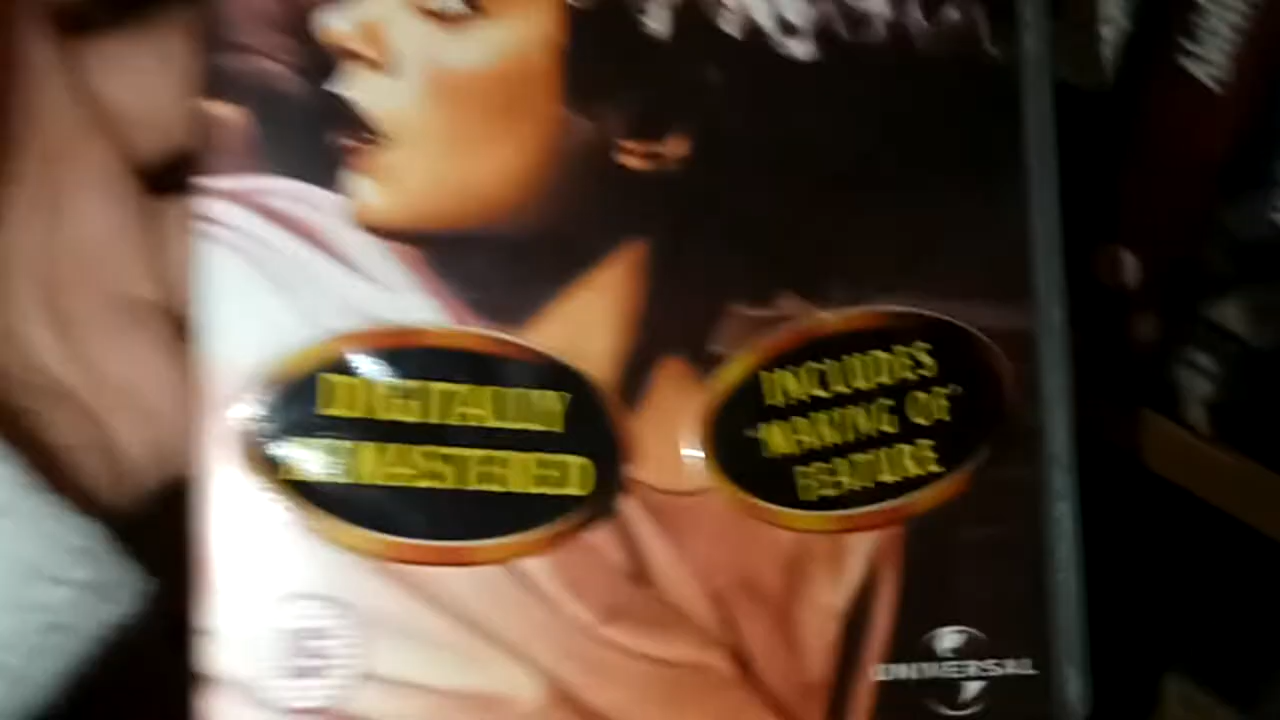 DIGITALLY
REMASTERED
INCLUDES
'MAKING OF'
FEATURE
UNIVERSAL